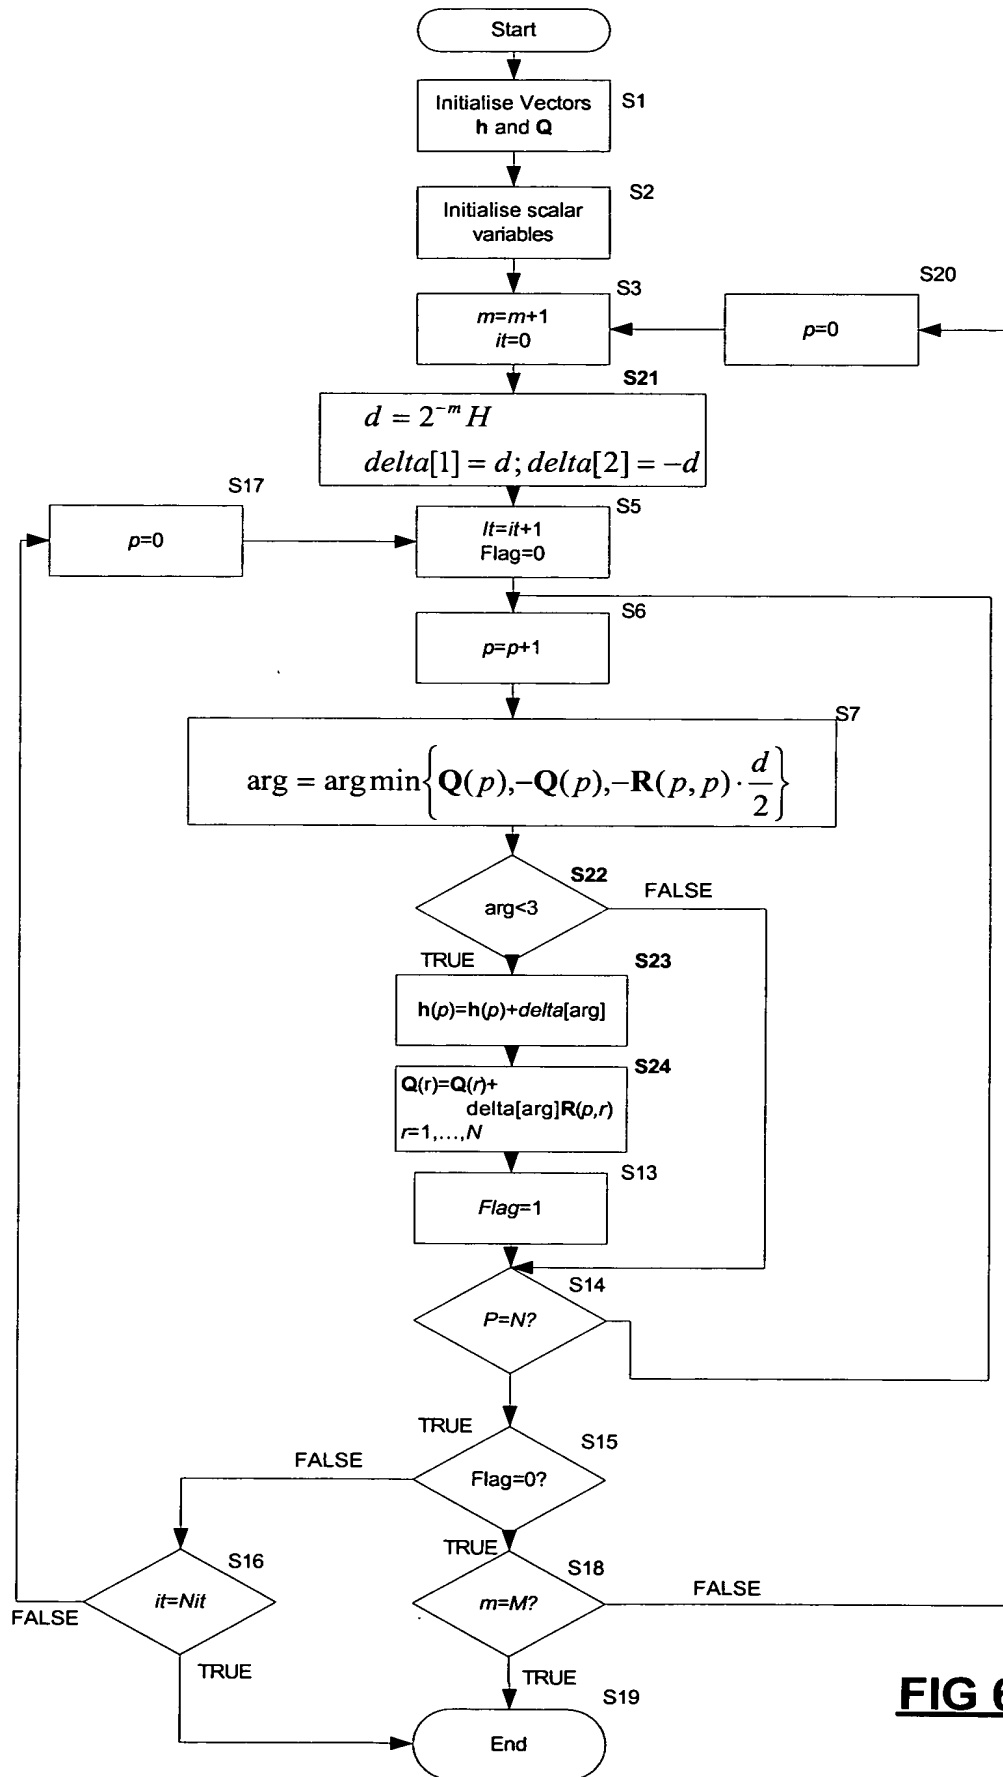 Start
Initialise Vectors
h and Q
S1
Initialise scalar
variables
S2
m=m+1
it=0
S3
p=0
S20
S21
d = 2^{-m} H
delta[1] = d; delta[2] = -d
S17
p=0
It=it+1
Flag=0
S5
p=p+1
S6
S7
arg = arg min{Q(p),-Q(p),-R(p, p) · d/2}
S22
arg<3
FALSE
TRUE
S23
h(p)=h(p)+delta[arg]
S24
Q(r)=Q(r)+
delta[arg]R(p,r)
r=1,...,N
S13
Flag=1
S14
P=N?
TRUE
S15
Flag=0?
FALSE
TRUE
S16
it=Nit
FALSE
TRUE
S18
m=M?
FALSE
TRUE
S19
End
FIG 6